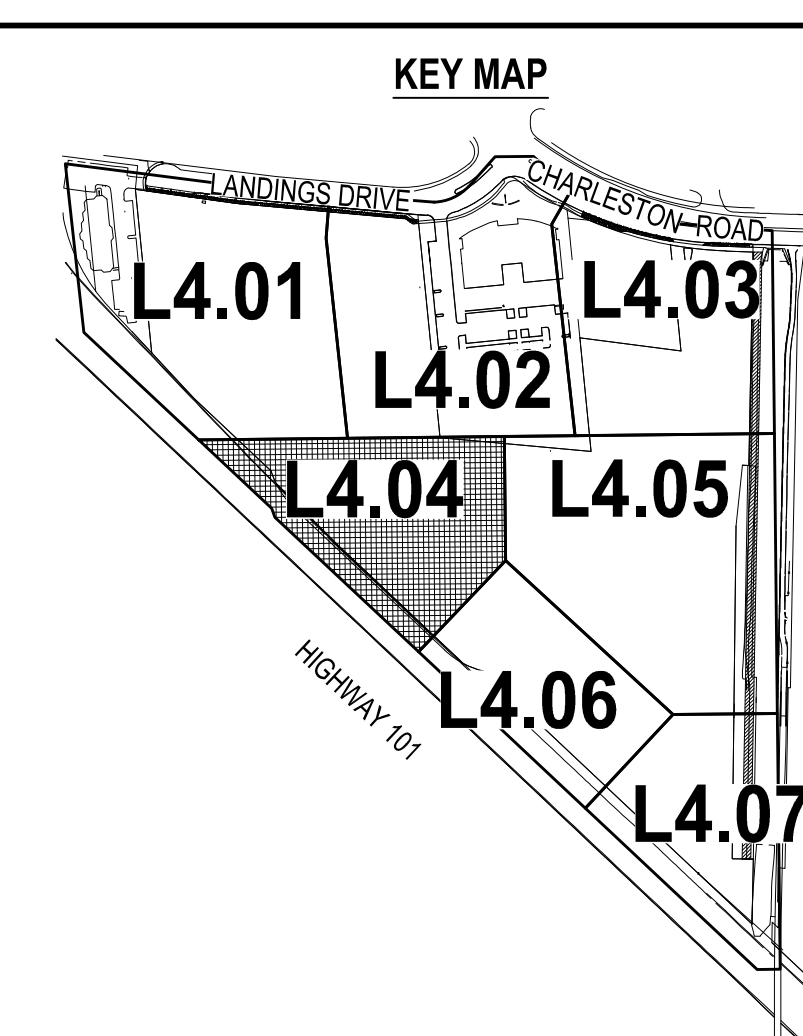 KEY MAP
LANDINGS DRIVE
CHARLESTON ROAD
L4.01
L4.03
L4.02
L4.04
L4.05
HIGHWAY 101
L4.06
L4.07